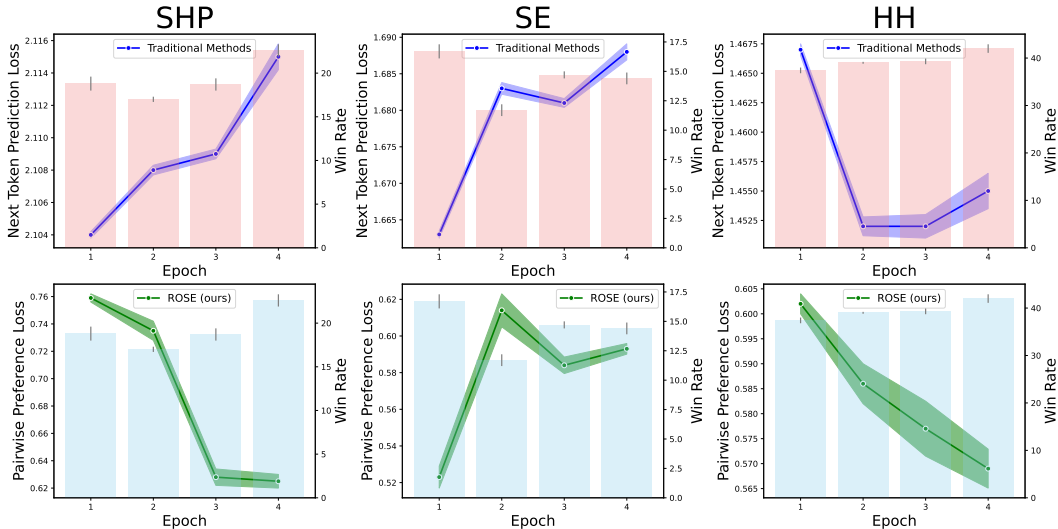 SHP
SE
HH
Next Token Prediction Loss
2.116
2.114
2.112
2.110
2.108
2.106
2.104
Traditional Methods
20
15
10
5
0
Win Rate
1 2 3 4
Epoch
Next Token Prediction Loss
1.690
1.685
1.680
1.675
1.670
1.665
Traditional Methods
17.5
15.0
12.5
10.0
7.5
5.0
2.5
0.0
Win Rate
1 2 3 4
Epoch
Next Token Prediction Loss
1.4675
1.4650
1.4625
1.4600
1.4575
1.4550
1.4525
Traditional Methods
40
30
20
10
0
Win Rate
1 2 3 4
Epoch
Pairwise Preference Loss
0.76
0.74
0.72
0.70
0.68
0.66
0.64
0.62
ROSE (ours)
20
15
10
5
0
Win Rate
1 2 3 4
Epoch
Pairwise Preference Loss
0.62
0.60
0.58
0.56
0.54
0.52
ROSE (ours)
17.5
15.0
12.5
10.0
7.5
5.0
2.5
0.0
Win Rate
1 2 3 4
Epoch
Pairwise Preference Loss
0.605
0.600
0.595
0.590
0.585
0.580
0.575
0.570
0.565
ROSE (ours)
40
30
20
10
0
Win Rate
1 2 3 4
Epoch